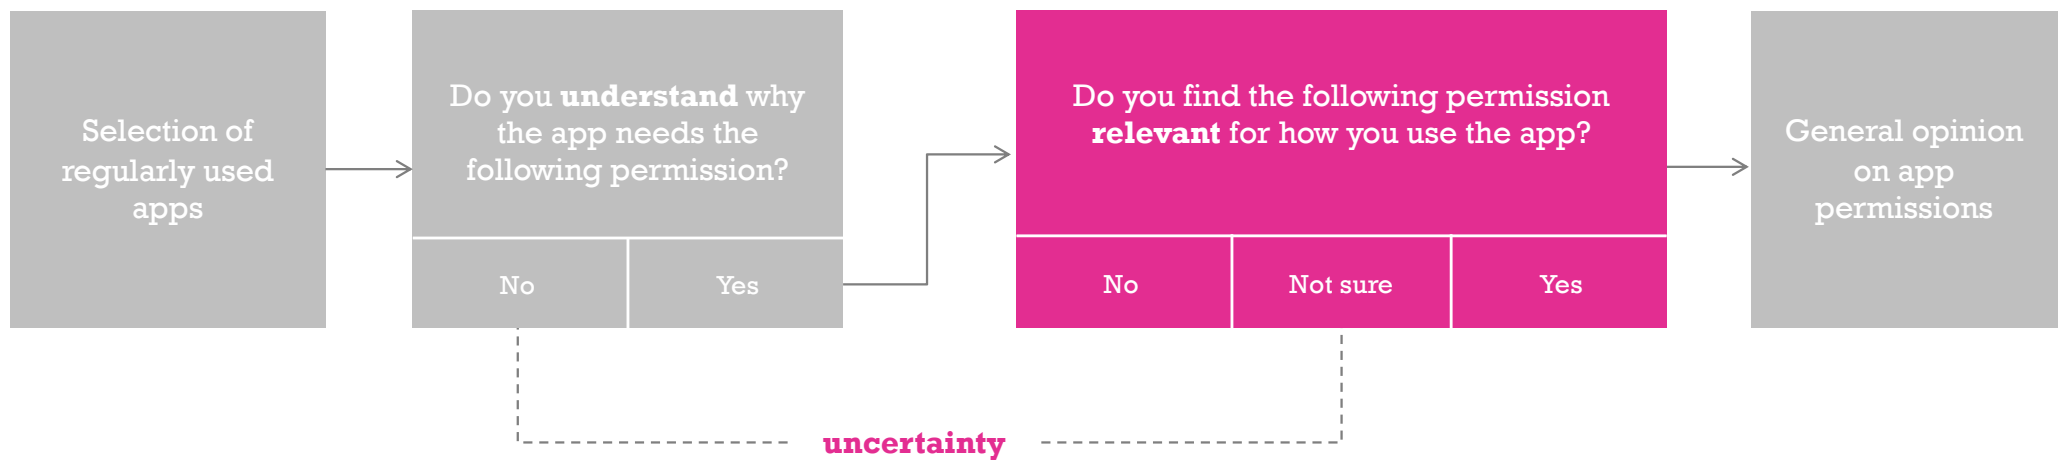 Selection of
regularly used
apps
Do you understand why
the app needs the
following permission?
No
Yes
Do you find the following permission
relevant for how you use the app?
No
Not sure
Yes
General opinion
on app
permissions
uncertainty